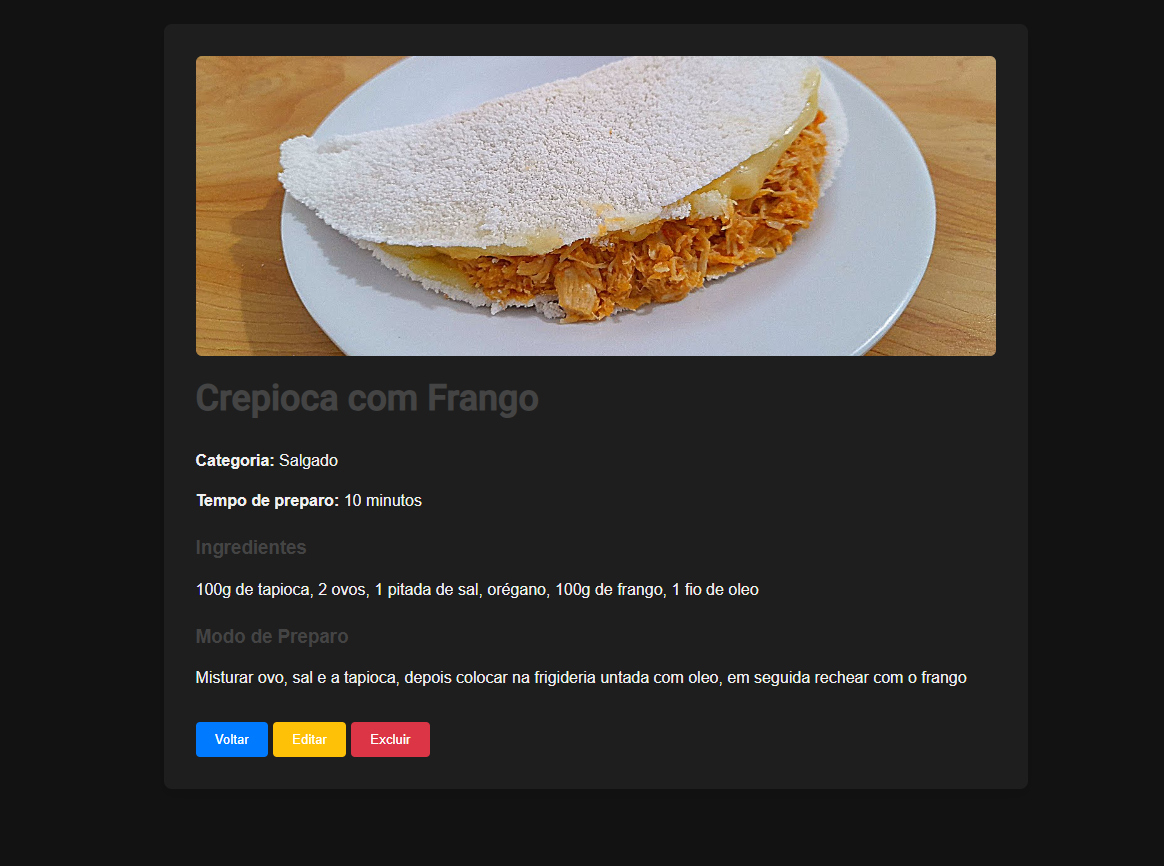 Crepioca com Frango
Categoria: Salgado
Tempo de preparo: 10 minutos
Ingredientes
100g de tapioca, 2 ovos, 1 pitada de sal, orégano, 100g de frango, 1 fio de oleo
Modo de Preparo
Misturar ovo, sal e a tapioca, depois colocar na frigideria untada com oleo, em seguida rechear com o frango
Voltar Editar Excluir